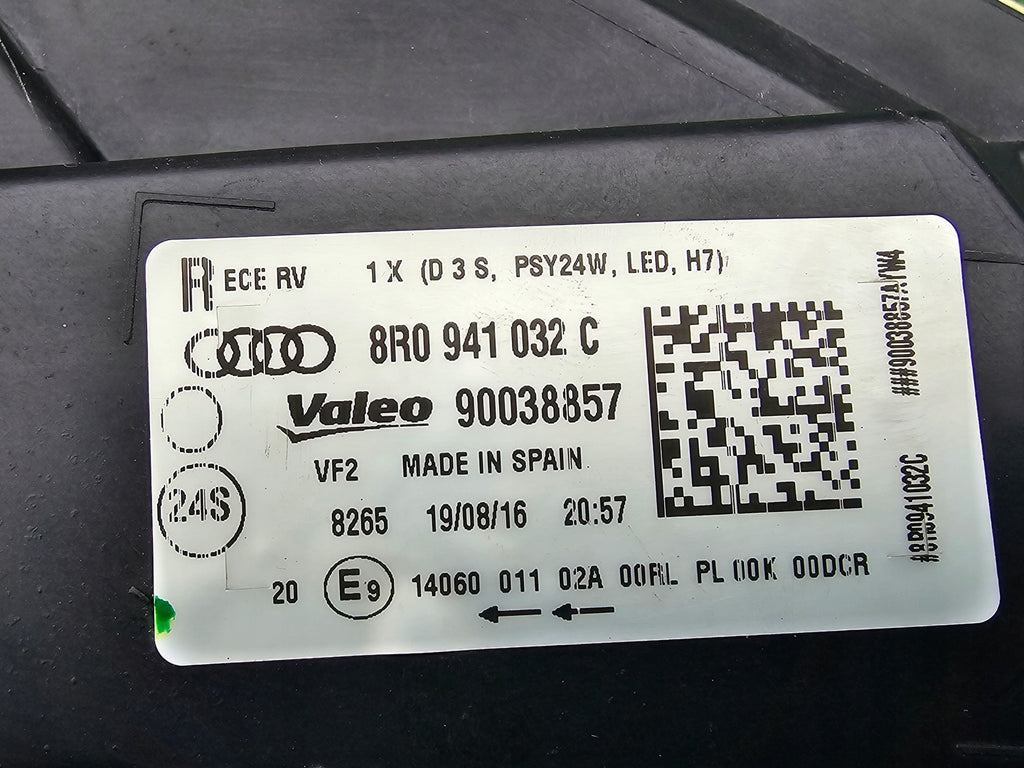 R ECE RV 1 X (D 3 S, PSY24W, LED, H7)
8R0 941 032 C
Valeo 90038857
VF2 MADE IN SPAIN
24S
8265 19/08/16 20:57
20 E9 14060 011 02A 00RL PL 00K 00DCR
###90038857AYW4
#8R0941032C